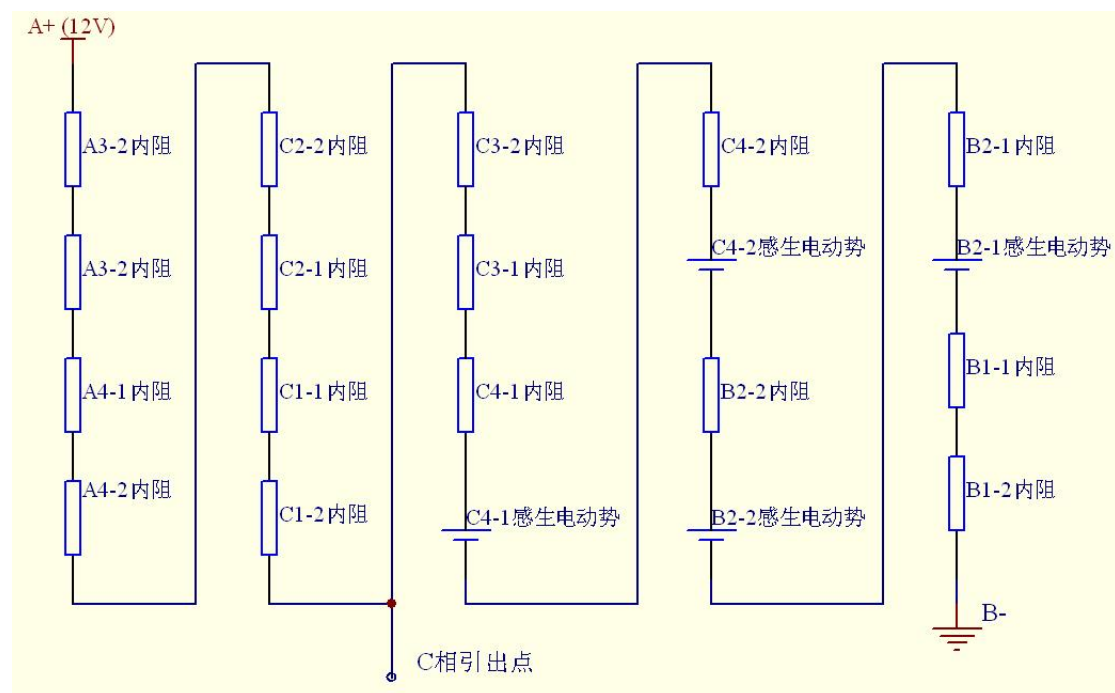 A+ (12V)
A3-2内阻
A3-2内阻
A4-1内阻
A4-2内阻
C2-2内阻
C2-1内阻
C1-1内阻
C1-2内阻
C相引出点
C3-2内阻
C3-1内阻
C4-1内阻
C4-1感生电动势
C4-2内阻
C4-2感生电动势
B2-2内阻
B2-2感生电动势
B2-1内阻
B2-1感生电动势
B1-1内阻
B1-2内阻
B-